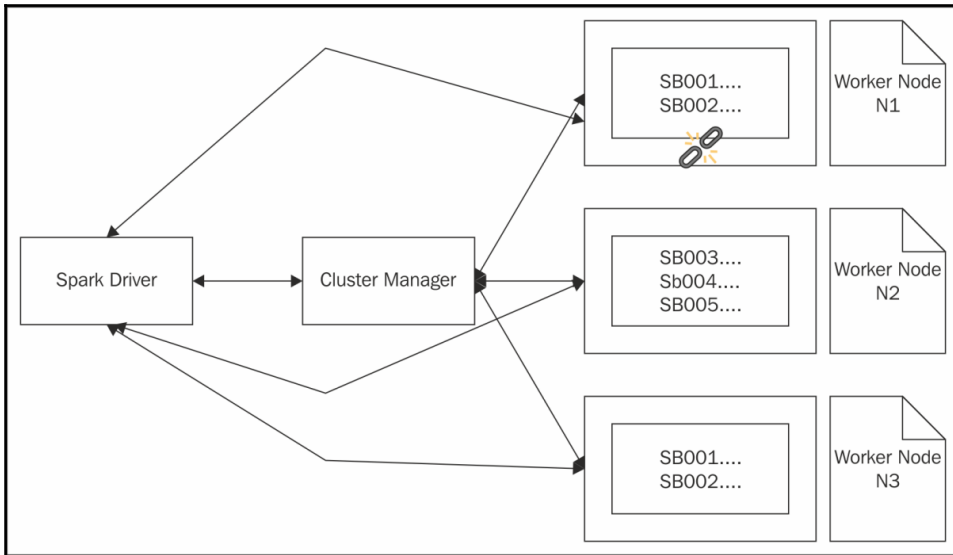 SB001....
SB002....
Worker Node
N1
Spark Driver
Cluster Manager
SB003....
Sb004....
SB005....
Worker Node
N2
SB001....
SB002....
Worker Node
N3